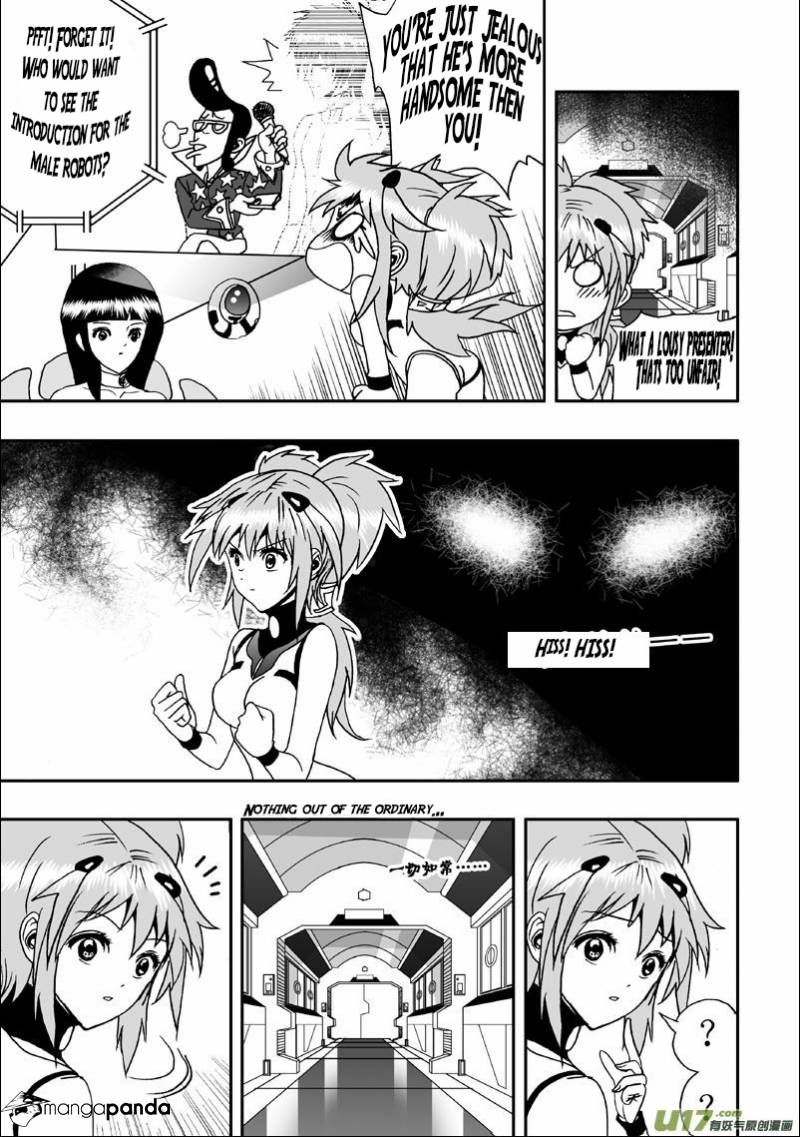 PFFT! FORGET IT!
WHO WOULD WANT
TO SEE THE
INTRODUCTION FOR THE
MALE ROBOTS?
YOU'RE JUST JEALOUS
THAT HE'S MORE
HANDSOME THEN
YOU!
WHAT A LOUSY PRESENTER!
THATS TOO UNFAIR!
HISS! HISS!
NOTHING OUT OF THE ORDINARY...
一切如常……
?
?
mangapanda
U17.com
有妖气原创漫画